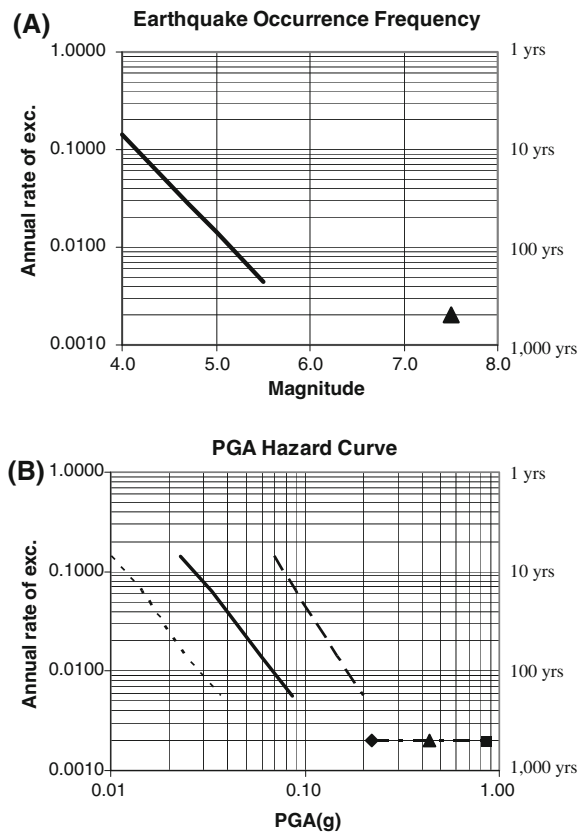 (A) Earthquake Occurrence Frequency
Annual rate of exc.
1.0000
0.1000
0.0100
0.0010
1 yrs
10 yrs
100 yrs
1,000 yrs
4.0 5.0 6.0 7.0 8.0
Magnitude
(B) PGA Hazard Curve
Annual rate of exc.
1.0000
0.1000
0.0100
0.0010
1 yrs
10 yrs
100 yrs
1,000 yrs
0.01 0.10 1.00
PGA(g)